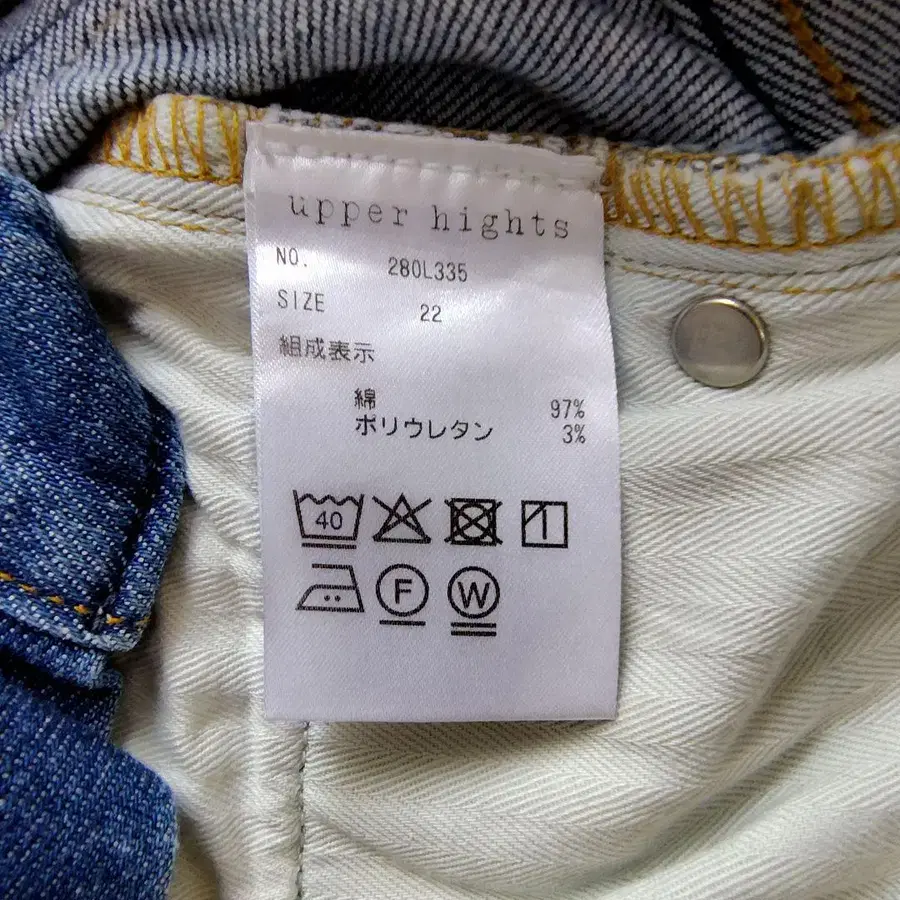 upper hights
NO. 280L335
SIZE 22
組成表示
綿 97%
ポリウレタン 3%
40
F W